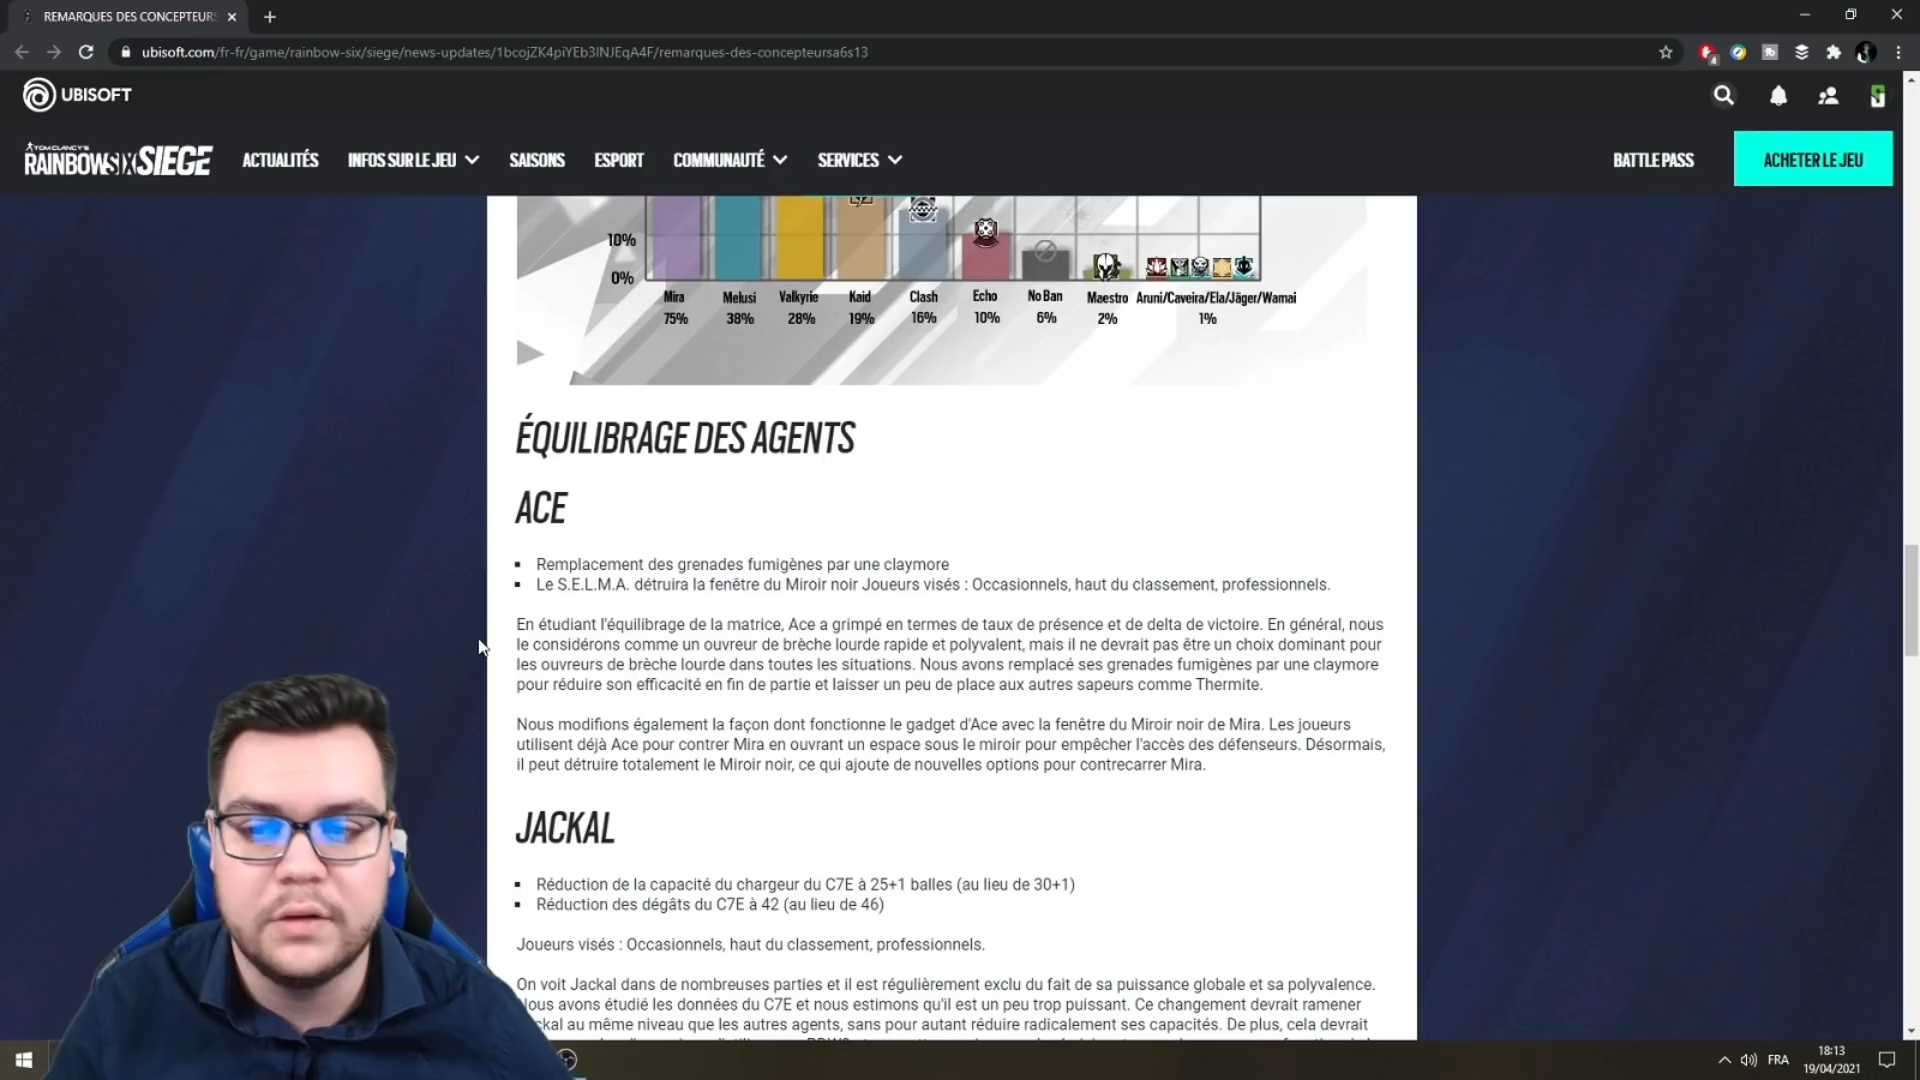 REMARQUES DES CONCEPTEURS
ubisoft.com/fr-fr/game/rainbow-six/siege/news-updates/1bcojZK4piYEb3lNJEqA4F/remarques-des-concepteursa6s13
4
UBISOFT
TOM CLANCY'S
RAINBOWSIX SIEGE
ACTUALITÉS
INFOS SUR LE JEU
SAISONS
ESPORT
COMMUNAUTÉ
SERVICES
BATTLE PASS
ACHETER LE JEU
10%
0%
Mira Melusi Valkyrie Kaid Clash Echo No Ban Maestro Aruni/Caveira/Ela/Jäger/Wamai
75% 38% 28% 19% 16% 10% 6% 2% 1%
ÉQUILIBRAGE DES AGENTS
ACE
▪ Remplacement des grenades fumigènes par une claymore
▪ Le S.E.L.M.A. détruira la fenêtre du Miroir noir Joueurs visés : Occasionnels, haut du classement, professionnels.
En étudiant l'équilibrage de la matrice, Ace a grimpé en termes de taux de présence et de delta de victoire. En général, nous
le considérons comme un ouvreur de brèche lourde rapide et polyvalent, mais il ne devrait pas être un choix dominant pour
les ouvreurs de brèche lourde dans toutes les situations. Nous avons remplacé ses grenades fumigènes par une claymore
pour réduire son efficacité en fin de partie et laisser un peu de place aux autres sapeurs comme Thermite.
Nous modifions également la façon dont fonctionne le gadget d'Ace avec la fenêtre du Miroir noir de Mira. Les joueurs
utilisent déjà Ace pour contrer Mira en ouvrant un espace sous le miroir pour empêcher l'accès des défenseurs. Désormais,
il peut détruire totalement le Miroir noir, ce qui ajoute de nouvelles options pour contrecarrer Mira.
JACKAL
▪ Réduction de la capacité du chargeur du C7E à 25+1 balles (au lieu de 30+1)
▪ Réduction des dégâts du C7E à 42 (au lieu de 46)
Joueurs visés : Occasionnels, haut du classement, professionnels.
On voit Jackal dans de nombreuses parties et il est régulièrement exclu du fait de sa puissance globale et sa polyvalence.
Nous avons étudié les données du C7E et nous estimons qu'il est un peu trop puissant. Ce changement devrait ramener
ckal au même niveau que les autres agents, sans pour autant réduire radicalement ses capacités. De plus, cela devrait
FRA
18:13
19/04/2021